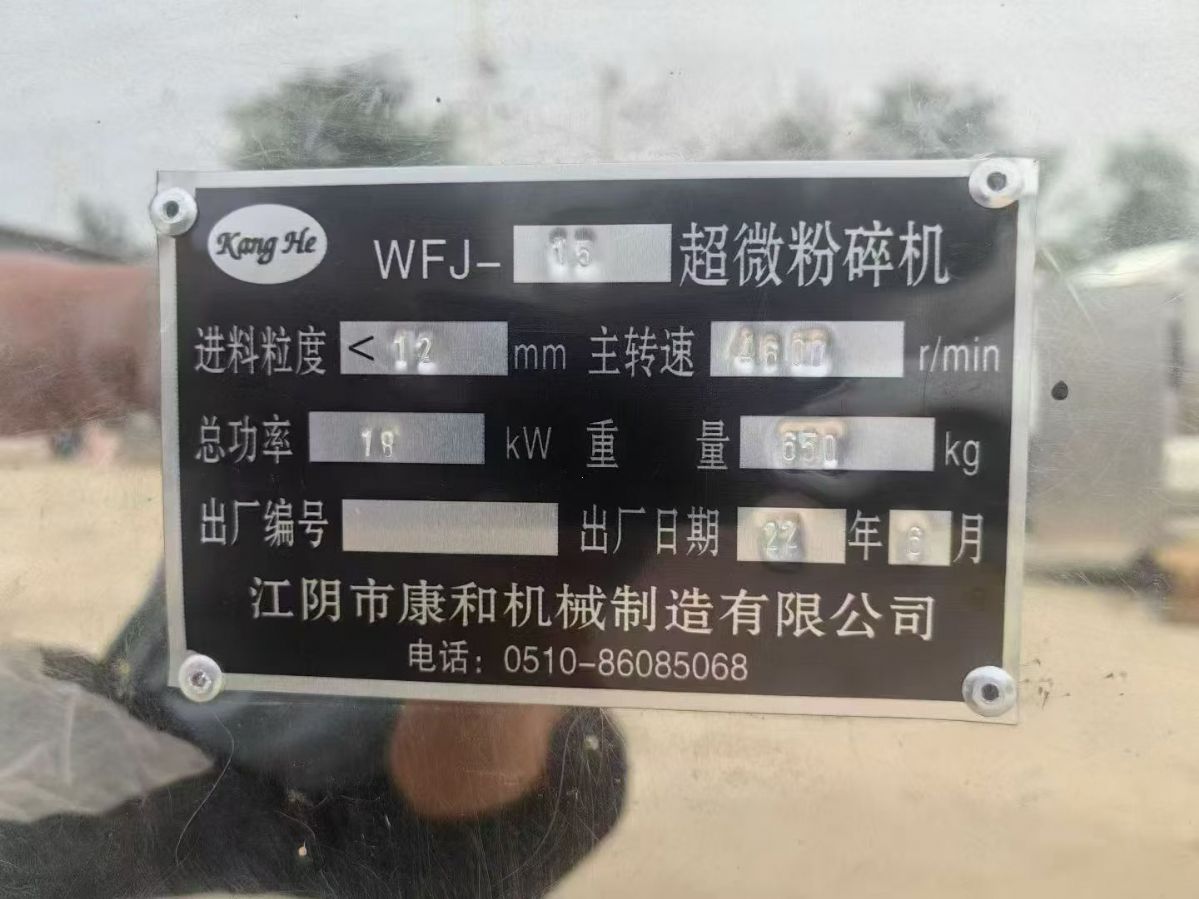 Kang He
WFJ-15 超微粉碎机
进料粒度 <12 mm 主转速 4600 r/min
总功率 18 kW 重 量 650 kg
出厂编号 出厂日期 22 年 6 月
江阴市康和机械制造有限公司
电话：0510-86085068